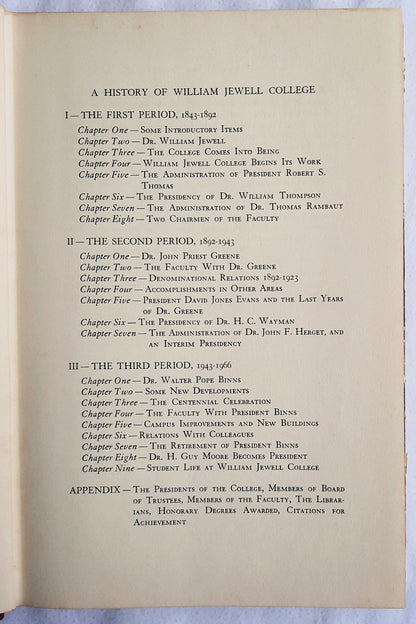 A HISTORY OF WILLIAM JEWELL COLLEGE
I — THE FIRST PERIOD, 1843-1892
Chapter One — Some Introductory Items
Chapter Two — Dr. William Jewell
Chapter Three — The College Comes Into Being
Chapter Four — William Jewell College Begins Its Work
Chapter Five — The Administration of President Robert S.
Thomas
Chapter Six — The Presidency of Dr. William Thompson
Chapter Seven — The Administration of Dr. Thomas Rambaut
Chapter Eight — Two Chairmen of the Faculty
II — THE SECOND PERIOD, 1892-1943
Chapter One — Dr. John Priest Greene
Chapter Two — The Faculty With Dr. Greene
Chapter Three — Denominational Relations 1892-1923
Chapter Four — Accomplishments in Other Areas
Chapter Five — President David Jones Evans and the Last Years
of Dr. Greene
Chapter Six — The Presidency of Dr. H. C. Wayman
Chapter Seven — The Administration of Dr. John F. Herget, and
an Interim Presidency
III — THE THIRD PERIOD, 1943-1966
Chapter One — Dr. Walter Pope Binns
Chapter Two — Some New Developments
Chapter Three — The Centennial Celebration
Chapter Four — The Faculty With President Binns
Chapter Five — Campus Improvements and New Buildings
Chapter Six — Relations With Colleagues
Chapter Seven — The Retirement of President Binns
Chapter Eight — Dr. H. Guy Moore Becomes President
Chapter Nine — Student Life at William Jewell College
APPENDIX — The Presidents of the College, Members of Board
of Trustees, Members of the Faculty, The Librar-
ians, Honorary Degrees Awarded, Citations for
Achievement